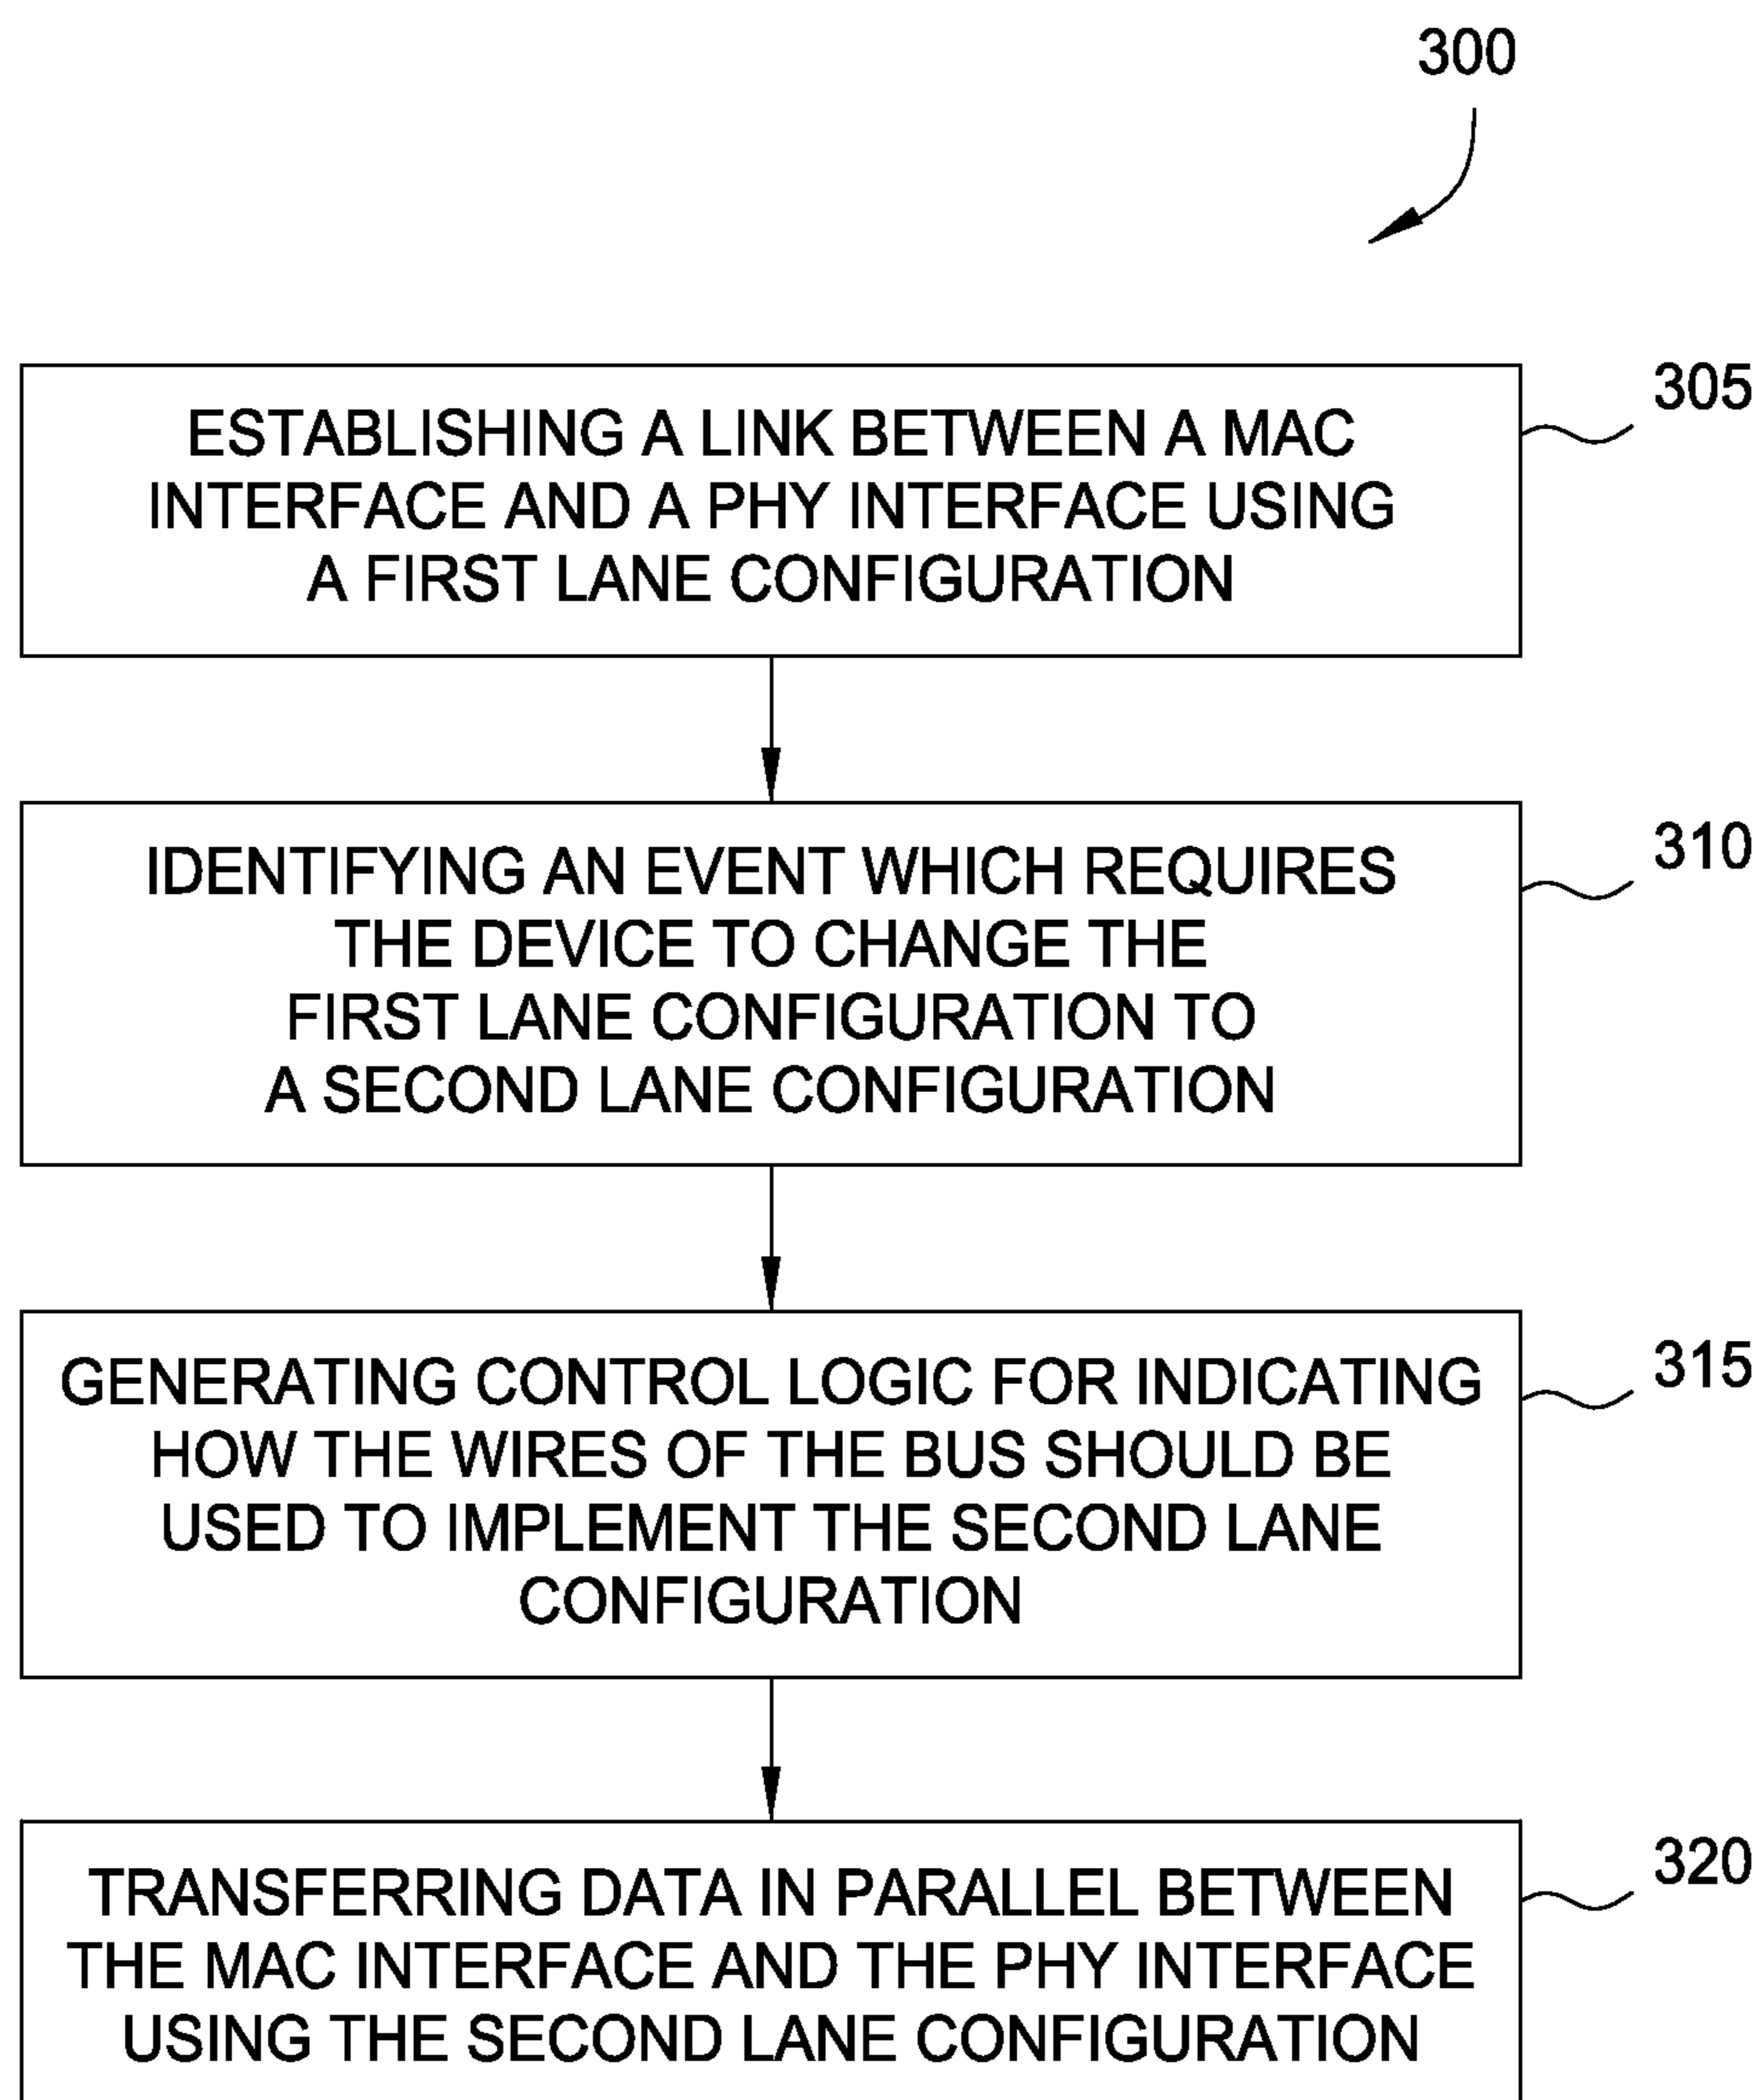 300
305
ESTABLISHING A LINK BETWEEN A MAC
INTERFACE AND A PHY INTERFACE USING
A FIRST LANE CONFIGURATION
310
IDENTIFYING AN EVENT WHICH REQUIRES
THE DEVICE TO CHANGE THE
FIRST LANE CONFIGURATION TO
A SECOND LANE CONFIGURATION
315
GENERATING CONTROL LOGIC FOR INDICATING
HOW THE WIRES OF THE BUS SHOULD BE
USED TO IMPLEMENT THE SECOND LANE
CONFIGURATION
320
TRANSFERRING DATA IN PARALLEL BETWEEN
THE MAC INTERFACE AND THE PHY INTERFACE
USING THE SECOND LANE CONFIGURATION